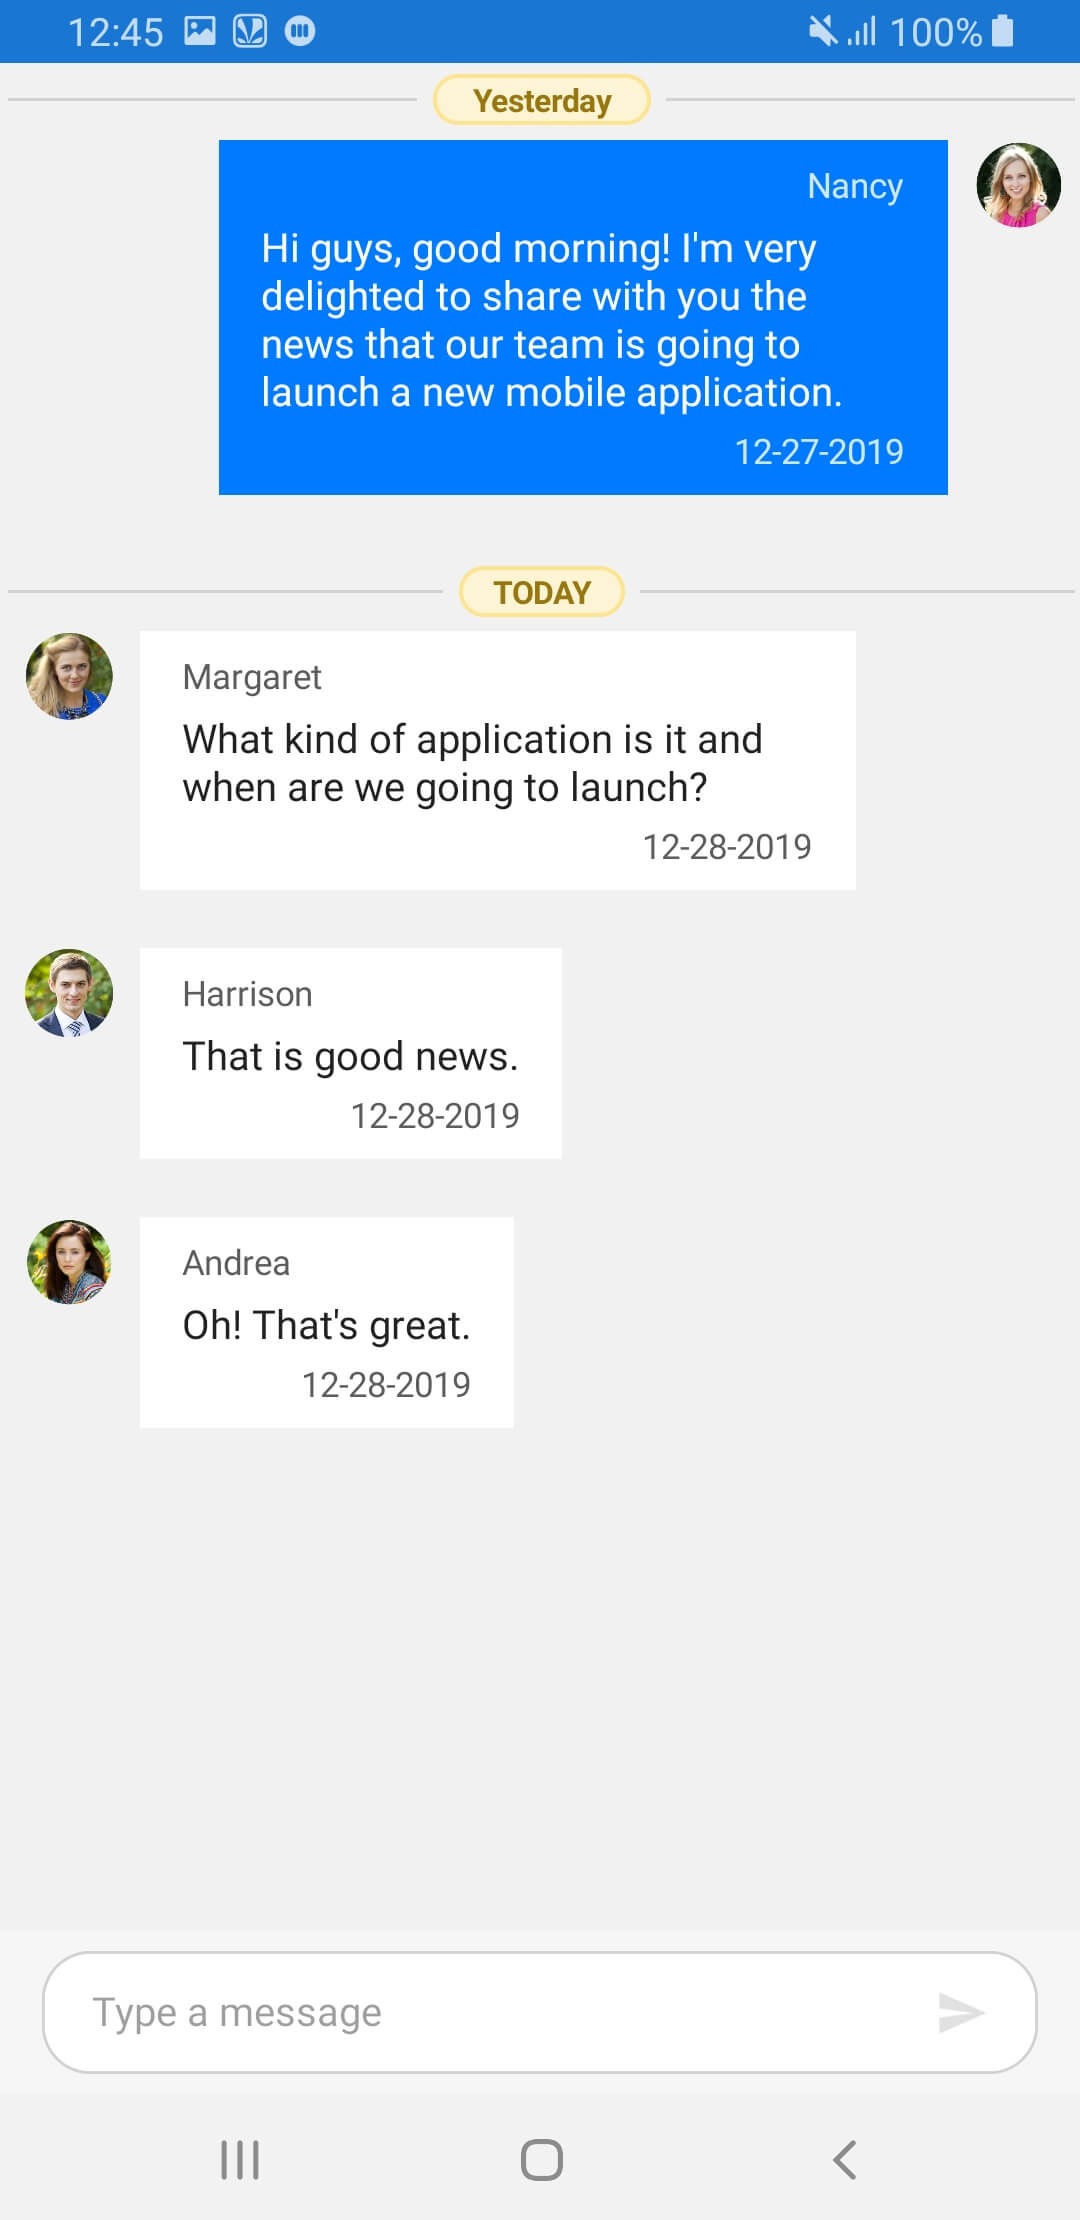 12:45
100%
Yesterday
Nancy
Hi guys, good morning! I'm very
delighted to share with you the
news that our team is going to
launch a new mobile application.
12-27-2019
TODAY
Margaret
What kind of application is it and
when are we going to launch?
12-28-2019
Harrison
That is good news.
12-28-2019
Andrea
Oh! That's great.
12-28-2019
Type a message